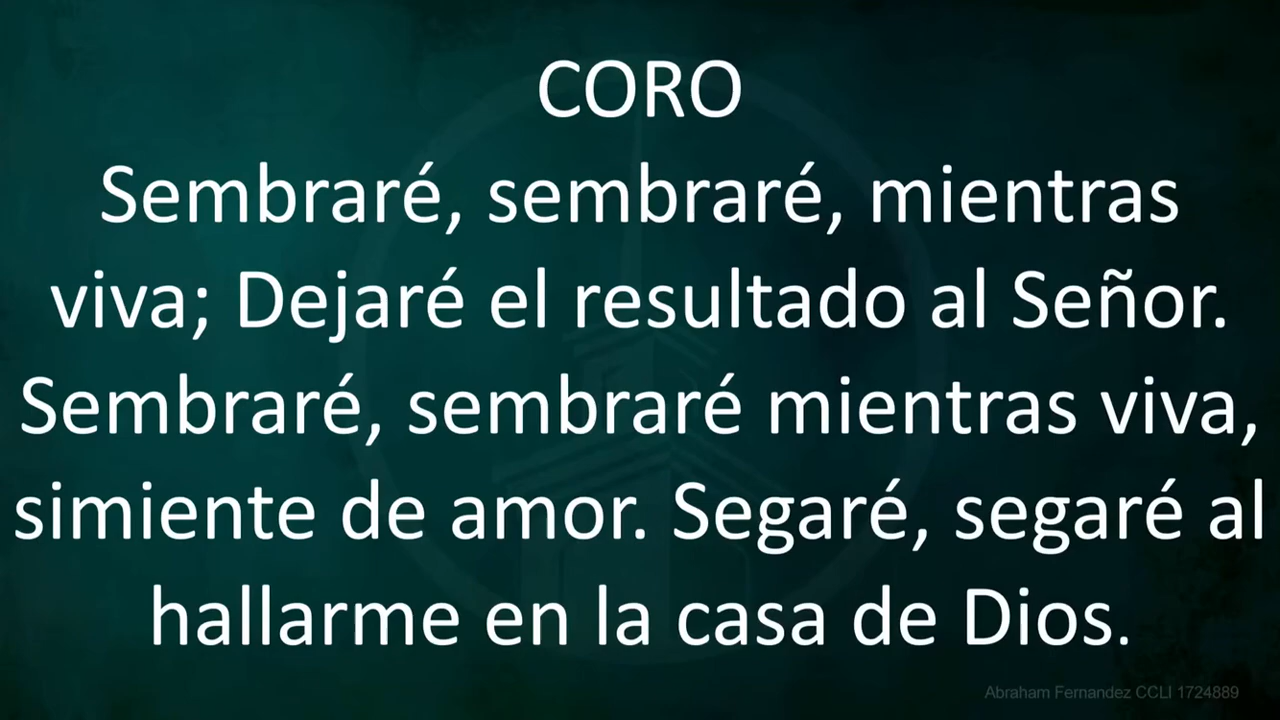 CORO
Sembraré, sembraré, mientras
viva; Dejaré el resultado al Señor.
Sembraré, sembraré mientras viva,
simiente de amor. Segaré, segaré al
hallarme en la casa de Dios.
Abraham Fernandez CCLI 1724889